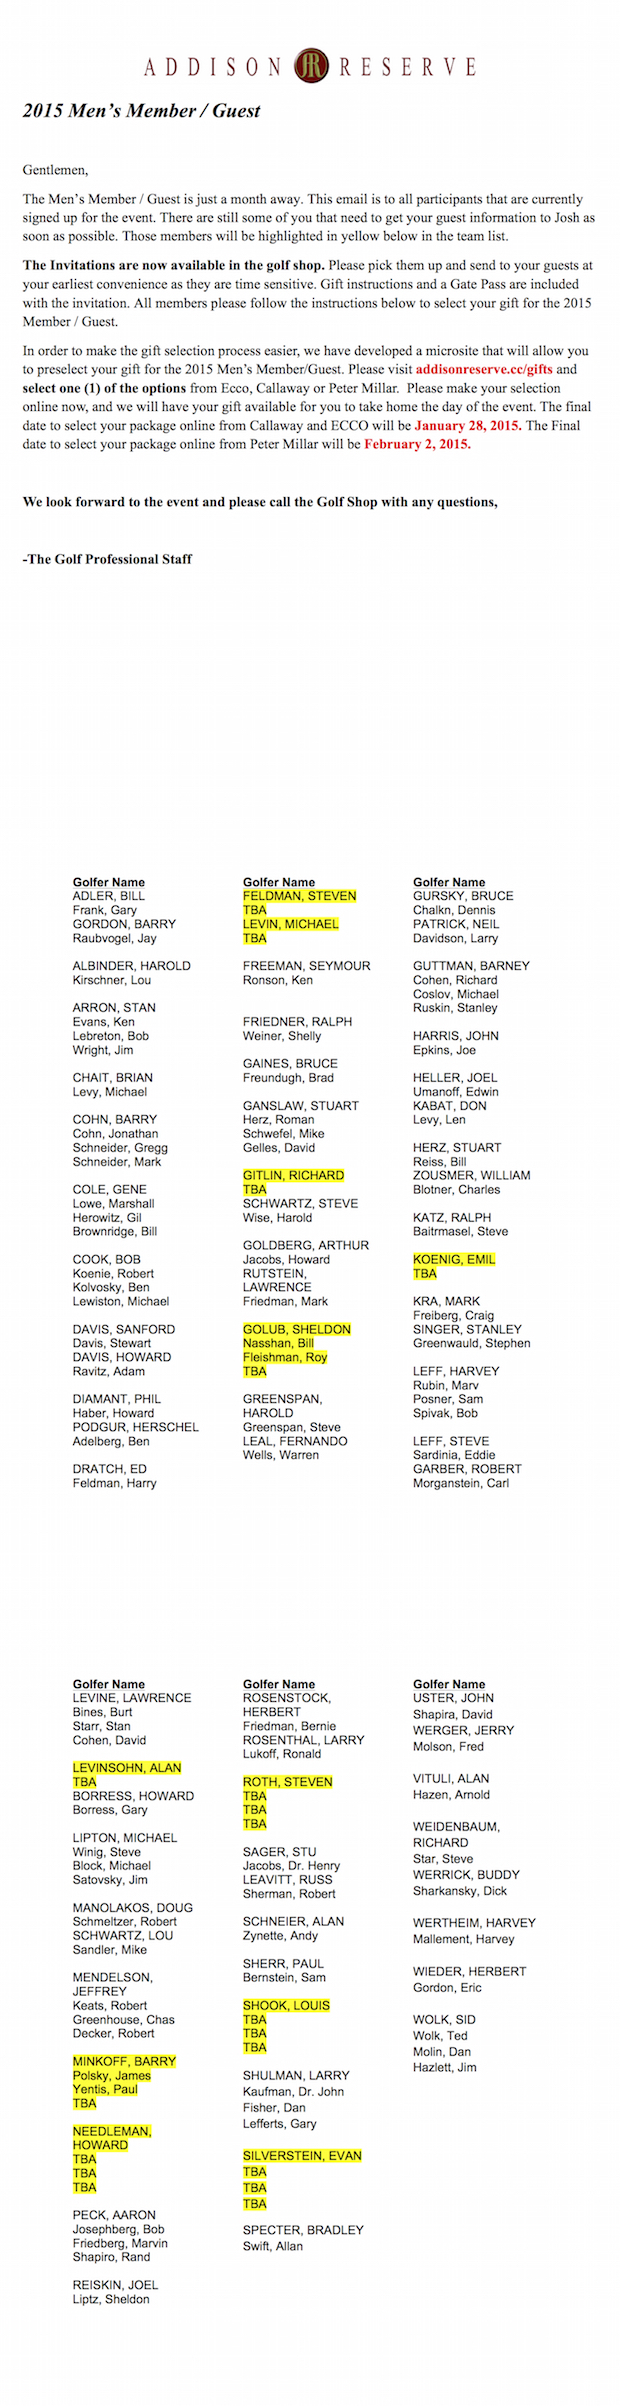 ADDISON RESERVE
2015 Men's Member / Guest
Gentlemen,
The Men's Member / Guest is just a month away. This email is to all participants that are currently
signed up for the event. There are still some of you that need to get your guest information to Josh as
soon as possible. Those members will be highlighted in yellow below in the team list.
The Invitations are now available in the golf shop. Please pick them up and send to your guests at
your earliest convenience as they are time sensitive. Gift instructions and a Gate Pass are included
with the invitation. All members please follow the instructions below to select your gift for the 2015
Member / Guest.
In order to make the gift selection process easier, we have developed a microsite that will allow you
to preselect your gift for the 2015 Men's Member/Guest. Please visit addisonreserve.cc/gifts and
select one (1) of the options from Ecco, Callaway or Peter Millar. Please make your selection
online now, and we will have your gift available for you to take home the day of the event. The final
date to select your package online from Callaway and ECCO will be January 28, 2015. The Final
date to select your package online from Peter Millar will be February 2, 2015.
We look forward to the event and please call the Golf Shop with any questions,
-The Golf Professional Staff
Golfer Name
ADLER, BILL
Frank, Gary
GORDON, BARRY
Raubvogel, Jay
ALBINDER, HAROLD
Kirschner, Lou
ARRON, STAN
Evans, Ken
Lebreton, Bob
Wright, Jim
CHAIT, BRIAN
Levy, Michael
COHN, BARRY
Cohn, Jonathan
Schneider, Gregg
Schneider, Mark
COLE, GENE
Lowe, Marshall
Herowitz, Gil
Brownridge, Bill
COOK, BOB
Koenie, Robert
Kolvosky, Ben
Lewiston, Michael
DAVIS, SANFORD
Davis, Stewart
DAVIS, HOWARD
Ravitz, Adam
DIAMANT, PHIL
Haber, Howard
PODGUR, HERSCHEL
Adelberg, Ben
DRATCH, ED
Feldman, Harry
Golfer Name
FELDMAN, STEVEN
TBA
LEVIN, MICHAEL
TBA
FREEMAN, SEYMOUR
Ronson, Ken
FRIEDNER, RALPH
Weiner, Shelly
GAINES, BRUCE
Freundugh, Brad
GANSLAW, STUART
Herz, Roman
Schwefel, Mike
Gelles, David
GITLIN, RICHARD
TBA
SCHWARTZ, STEVE
Wise, Harold
GOLDBERG, ARTHUR
Jacobs, Howard
RUTSTEIN,
LAWRENCE
Friedman, Mark
GOLUB, SHELDON
Nasshan, Bill
Fleishman, Roy
TBA
GREENSPAN,
HAROLD
Greenspan, Steve
LEAL, FERNANDO
Wells, Warren
Golfer Name
GURSKY, BRUCE
Chalkn, Dennis
PATRICK, NEIL
Davidson, Larry
GUTTMAN, BARNEY
Cohen, Richard
Coslov, Michael
Ruskin, Stanley
HARRIS, JOHN
Epkins, Joe
HELLER, JOEL
Umanoff, Edwin
KABAT, DON
Levy, Len
HERZ, STUART
Reiss, Bill
ZOUSMER, WILLIAM
Blotner, Charles
KATZ, RALPH
Baitrmasel, Steve
KOENIG, EMIL
TBA
KRA, MARK
Freiberg, Craig
SINGER, STANLEY
Greenwauld, Stephen
LEFF, HARVEY
Rubin, Marv
Posner, Sam
Spivak, Bob
LEFF, STEVE
Sardinia, Eddie
GARBER, ROBERT
Morganstein, Carl
Golfer Name
LEVINE, LAWRENCE
Bines, Burt
Starr, Stan
Cohen, David
LEVINSOHN, ALAN
TBA
BORRESS, HOWARD
Borress, Gary
LIPTON, MICHAEL
Winig, Steve
Block, Michael
Satovsky, Jim
MANOLAKOS, DOUG
Schmeltzer, Robert
SCHWARTZ, LOU
Sandler, Mike
MENDELSON,
JEFFREY
Keats, Robert
Greenhouse, Chas
Decker, Robert
MINKOFF, BARRY
Polsky, James
Yentis, Paul
TBA
NEEDLEMAN,
HOWARD
TBA
TBA
TBA
PECK, AARON
Josephberg, Bob
Friedberg, Marvin
Shapiro, Rand
REISKIN, JOEL
Liptz, Sheldon
Golfer Name
ROSENSTOCK,
HERBERT
Friedman, Bernie
ROSENTHAL, LARRY
Lukoff, Ronald
ROTH, STEVEN
TBA
TBA
TBA
SAGER, STU
Jacobs, Dr. Henry
LEAVITT, RUSS
Sherman, Robert
SCHNEIER, ALAN
Zynette, Andy
SHERR, PAUL
Bernstein, Sam
SHOOK, LOUIS
TBA
TBA
TBA
SHULMAN, LARRY
Kaufman, Dr. John
Fisher, Dan
Lefferts, Gary
SILVERSTEIN, EVAN
TBA
TBA
TBA
SPECTER, BRADLEY
Swift, Allan
Golfer Name
USTER, JOHN
Shapira, David
WERGER, JERRY
Molson, Fred
VITULI, ALAN
Hazen, Arnold
WEIDENBAUM,
RICHARD
Star, Steve
WERRICK, BUDDY
Sharkansky, Dick
WERTHEIM, HARVEY
Mallement, Harvey
WIEDER, HERBERT
Gordon, Eric
WOLK, SID
Wolk, Ted
Molin, Dan
Hazlett, Jim